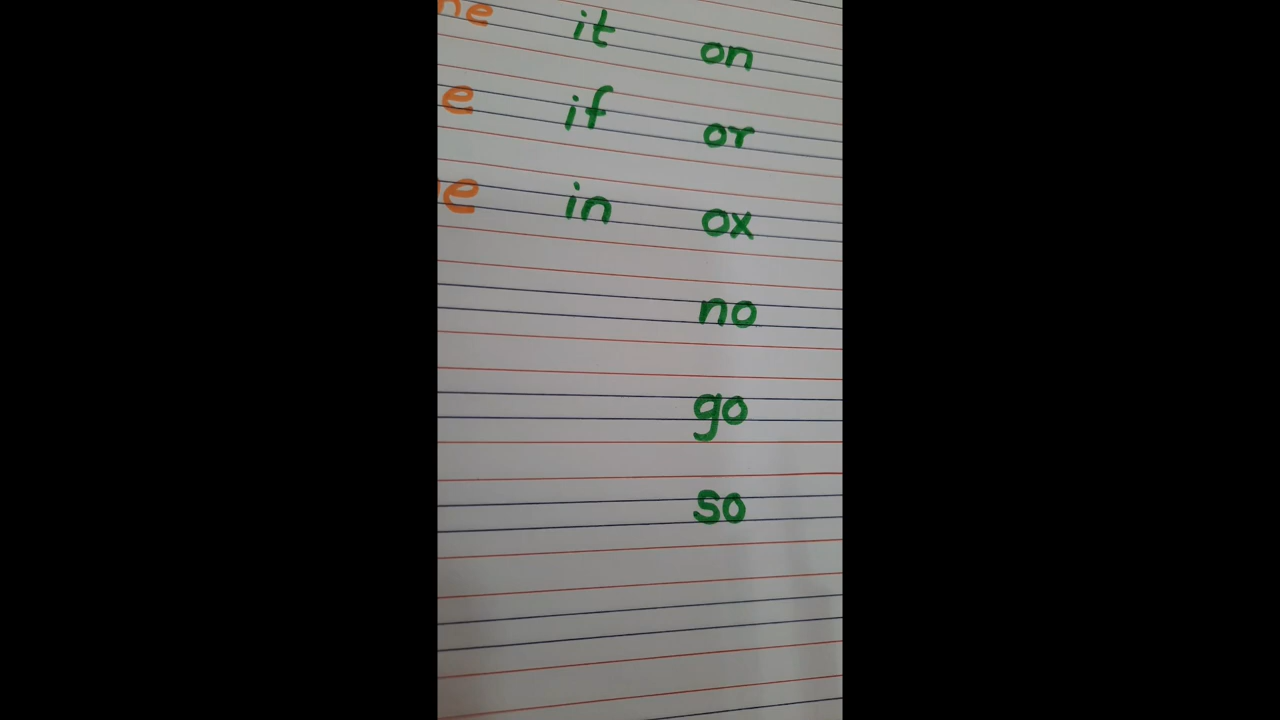 it on
if or
in ox
no
go
so